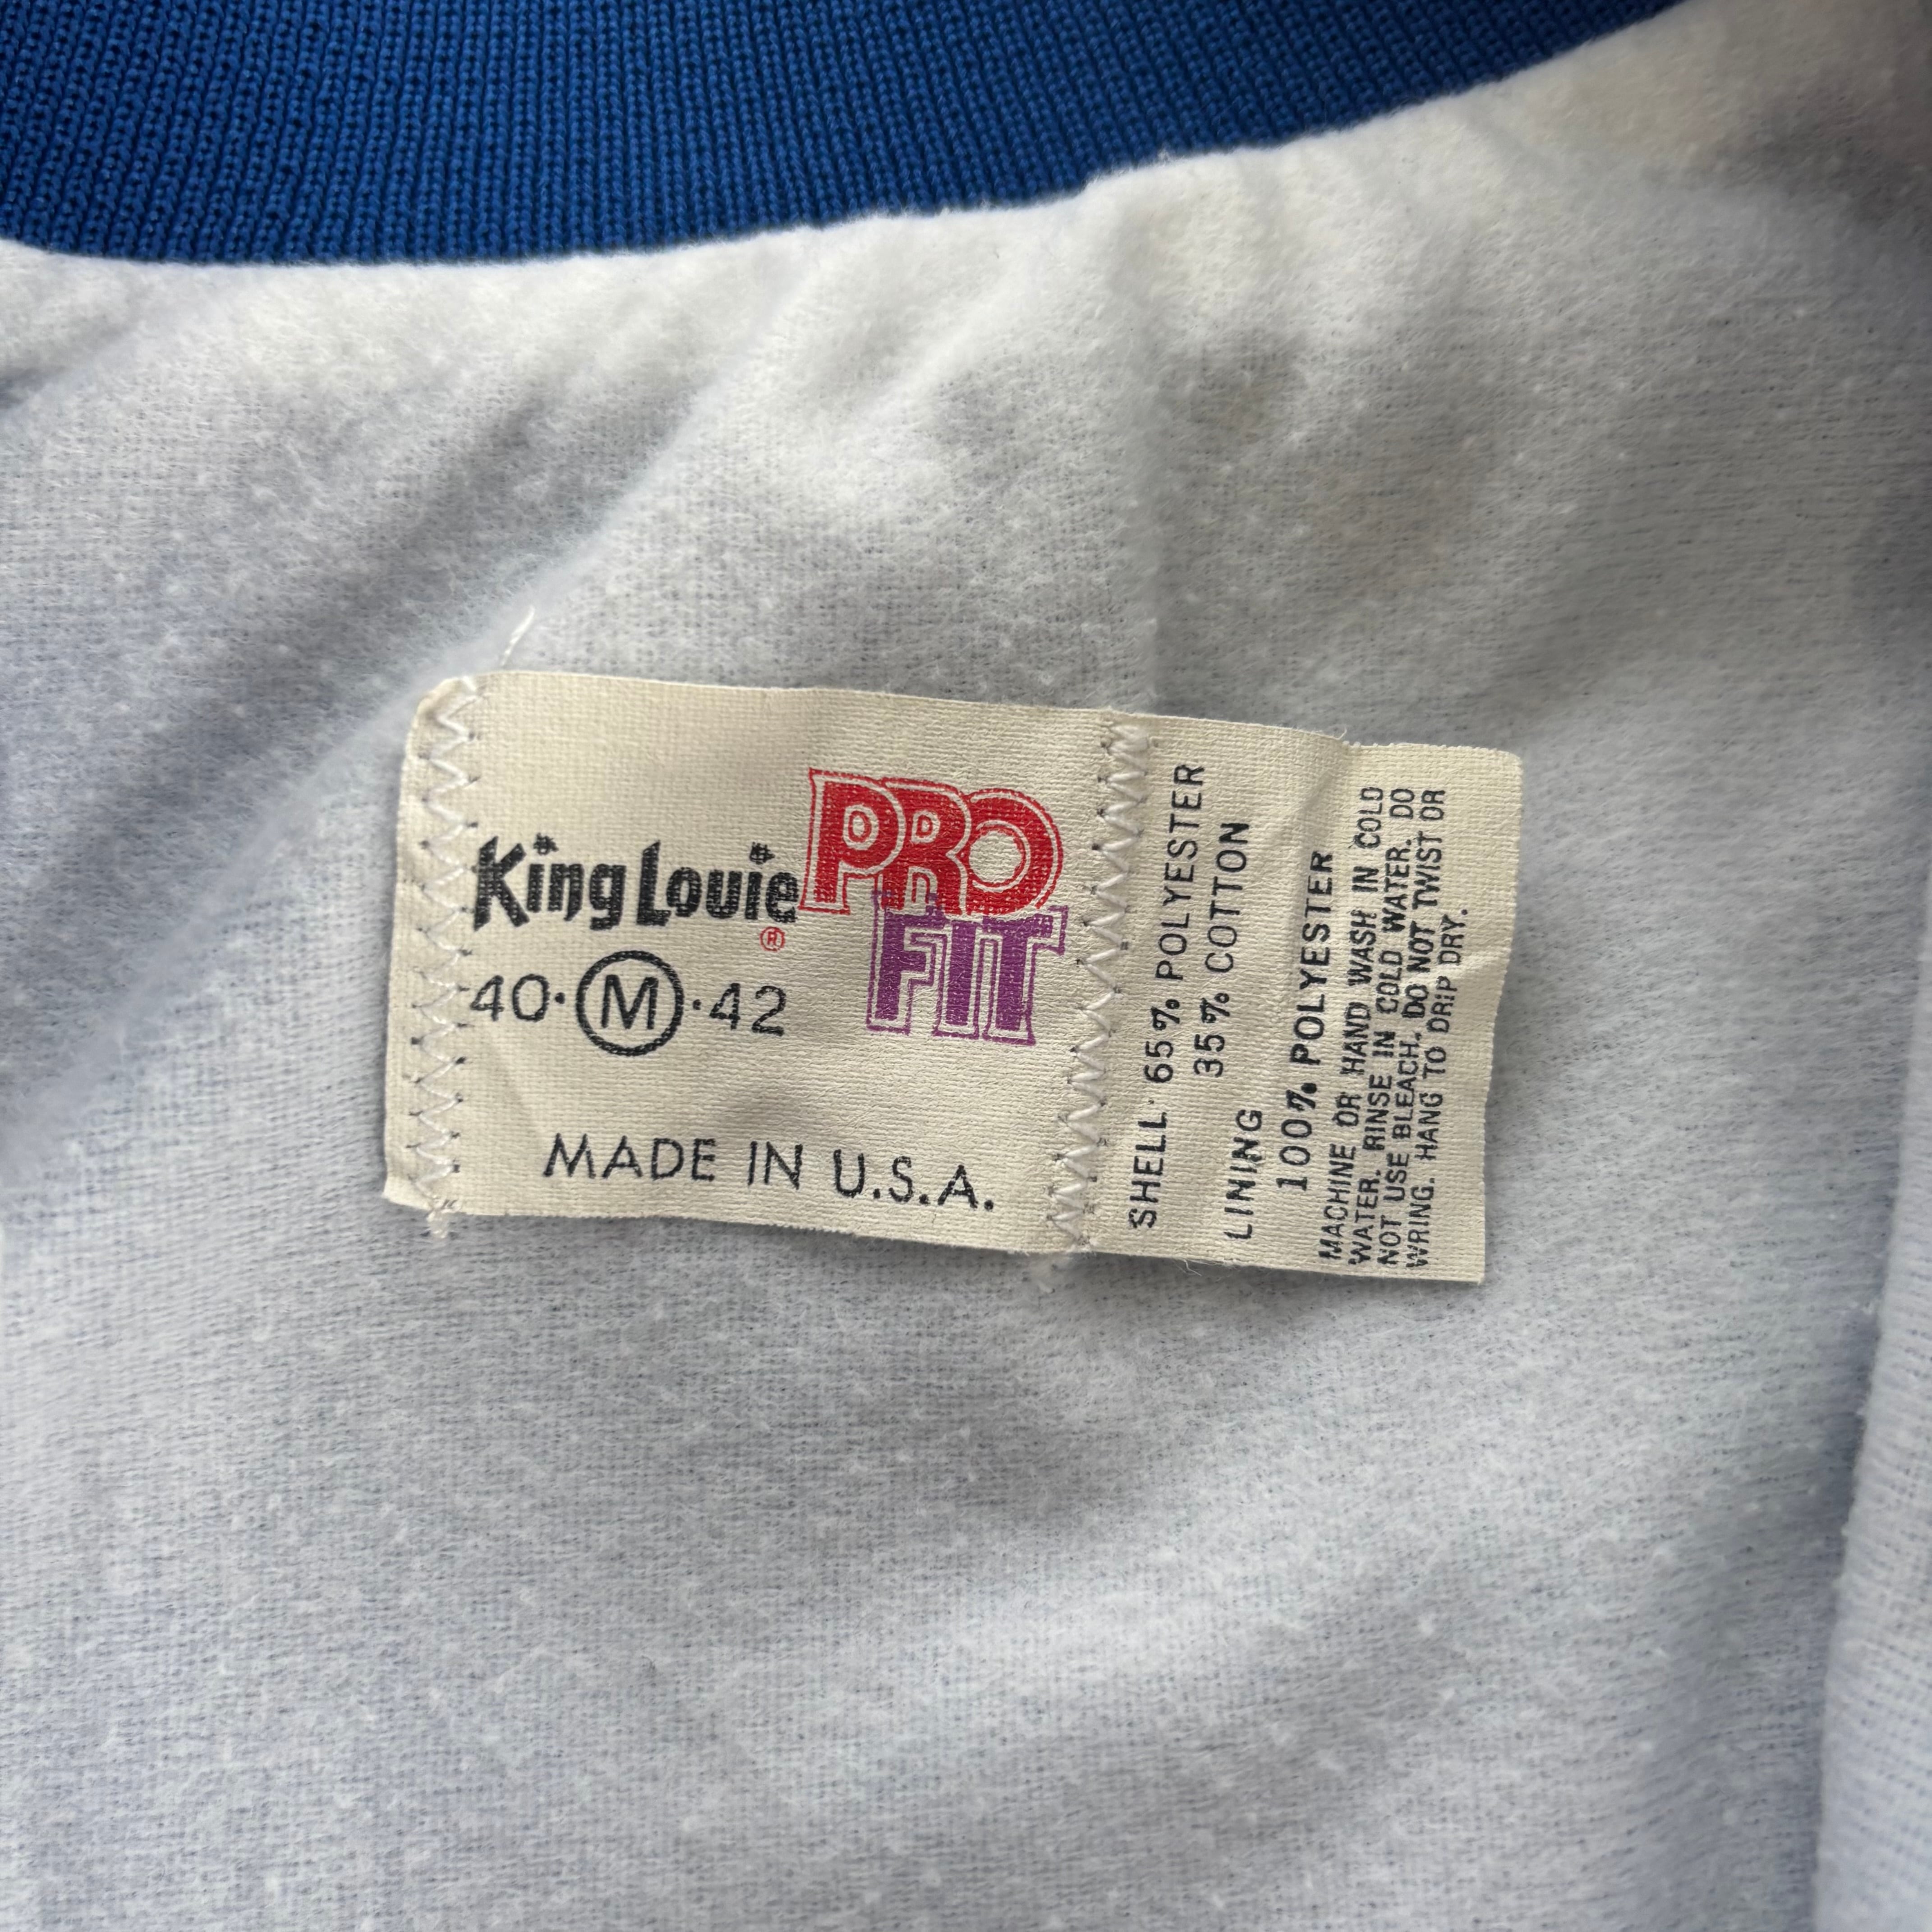 King Louie
®
PRO
FIT
40·M·42
MADE IN U.S.A.
SHELL 65% POLYESTER
35% COTTON
LINING
100% POLYESTER
MACHINE OR HAND WASH IN COLD
WATER. RINSE IN COLD WATER. DO
NOT USE BLEACH. DO NOT TWIST OR
WRING. HANG TO DRIP DRY.